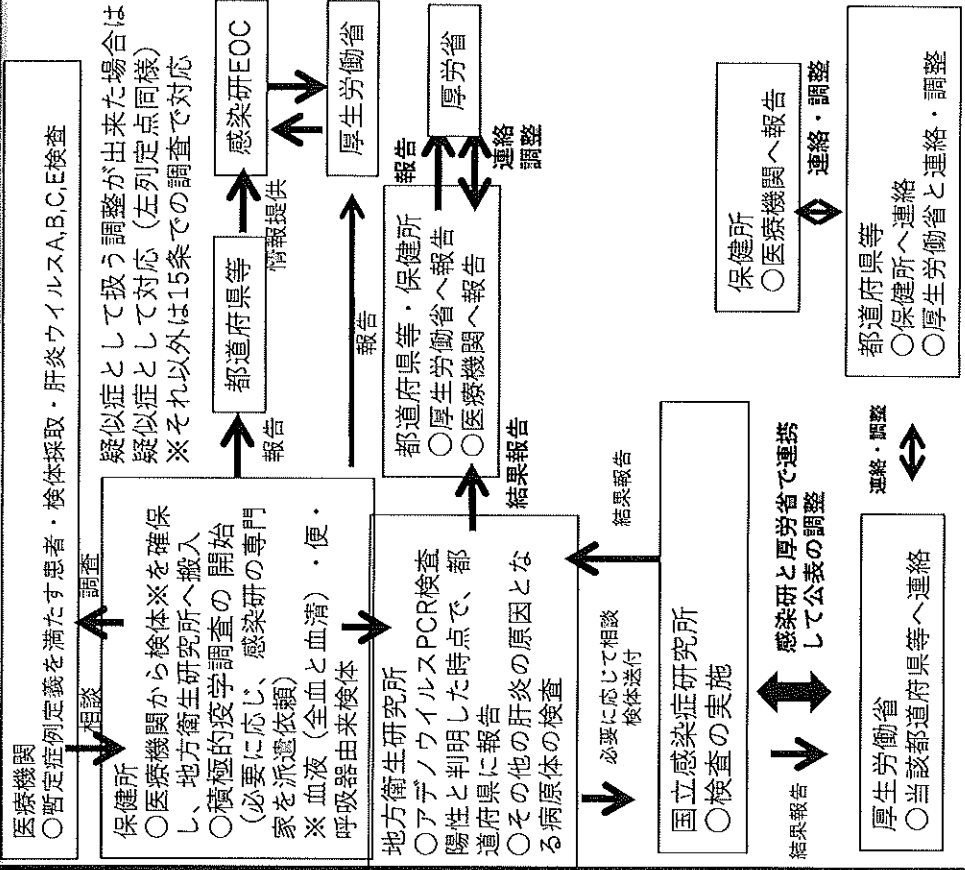 医療機関
○暫定症例定義を満たす患者・検体採取・肝炎ウイルスA,B,C,E検査
相談
調査
保健所
○医療機関から検体※を確保
し、地方衛生研究所へ搬入
○積極的疫学調査の開始
(必要に応じ、感染研の専門
家を派遣依頼)
※血液(全血と血清)・便・
呼吸器由来検体
疑似症として扱う調整が出来た場合は
疑似症として対応(左列定点同様)
※それ以外は15条での調査で対応
報告
都道府県等
情報提供
感染研EOC
厚生労働省
報告
地方衛生研究所
○アデノウイルスPCR検査
陽性と判明した時点で、都
道府県に報告
○その他の肝炎の原因とな
る病原体の検査
結果報告
都道府県等・保健所
○厚生労働省へ報告
○医療機関へ報告
報告
連絡
調整
厚労省
必要に応じて相談
検体送付
結果報告
国立感染症研究所
○検査の実施
結果報告
感染研と厚労省で連携
して公表の調整
厚生労働省
○当該都道府県等へ連絡
連絡・調整
都道府県等
○保健所へ連絡
○厚生労働省と連絡・調整
連絡・調整
保健所
○医療機関へ報告